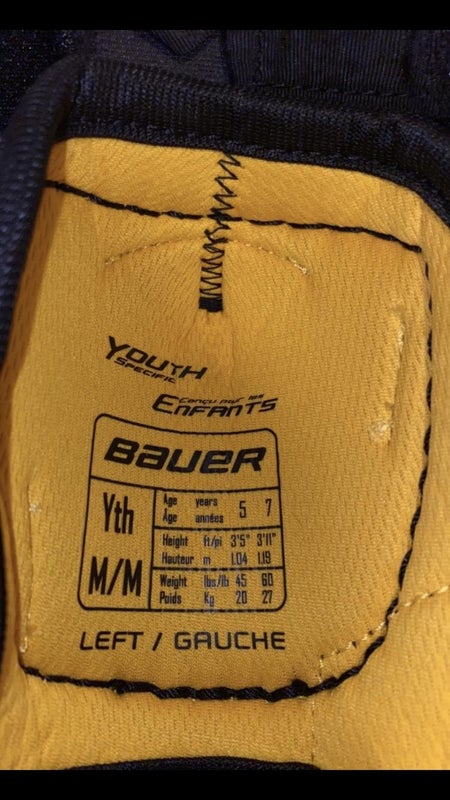 YOUTH
SPECIFIC
Conçu pour les
ENFANTS
BAUER
Yth
M/M
Age years 5 7
Age années
Height ft/pi 3'5" 3'11"
Hauteur m 1.04 1.19
Weight lbs/lb 45 60
Poids Kg 20 27
LEFT / GAUCHE